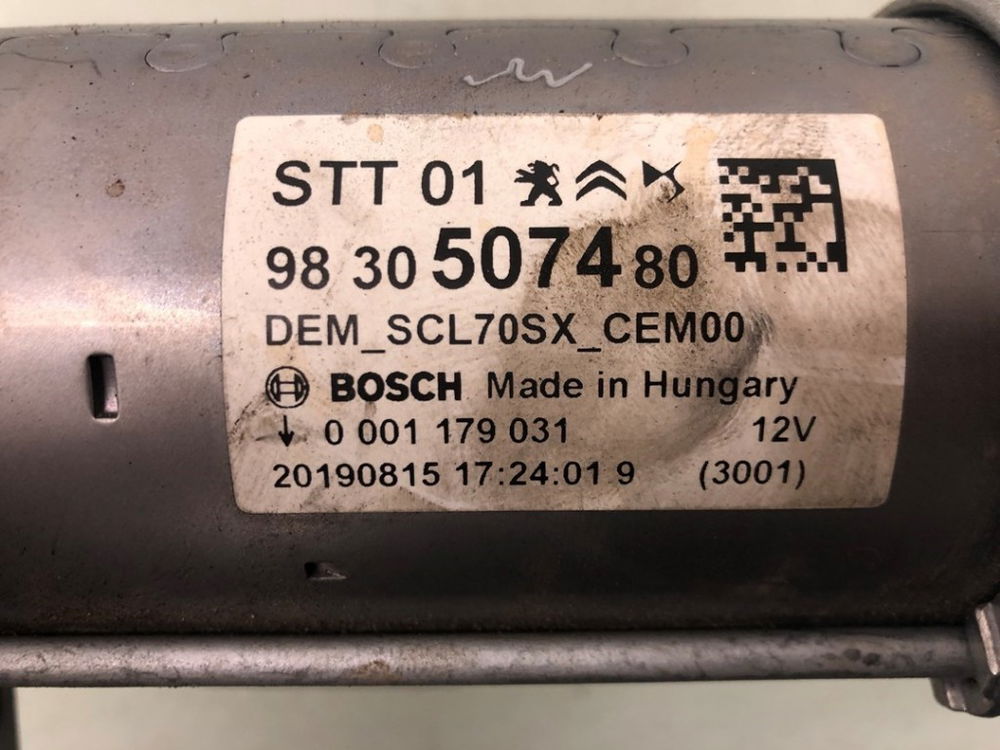 STT 01
98 30 5074 80
DEM_SCL70SX_CEM00
BOSCH Made in Hungary
↓ 0 001 179 031 12V
20190815 17:24:01 9 (3001)